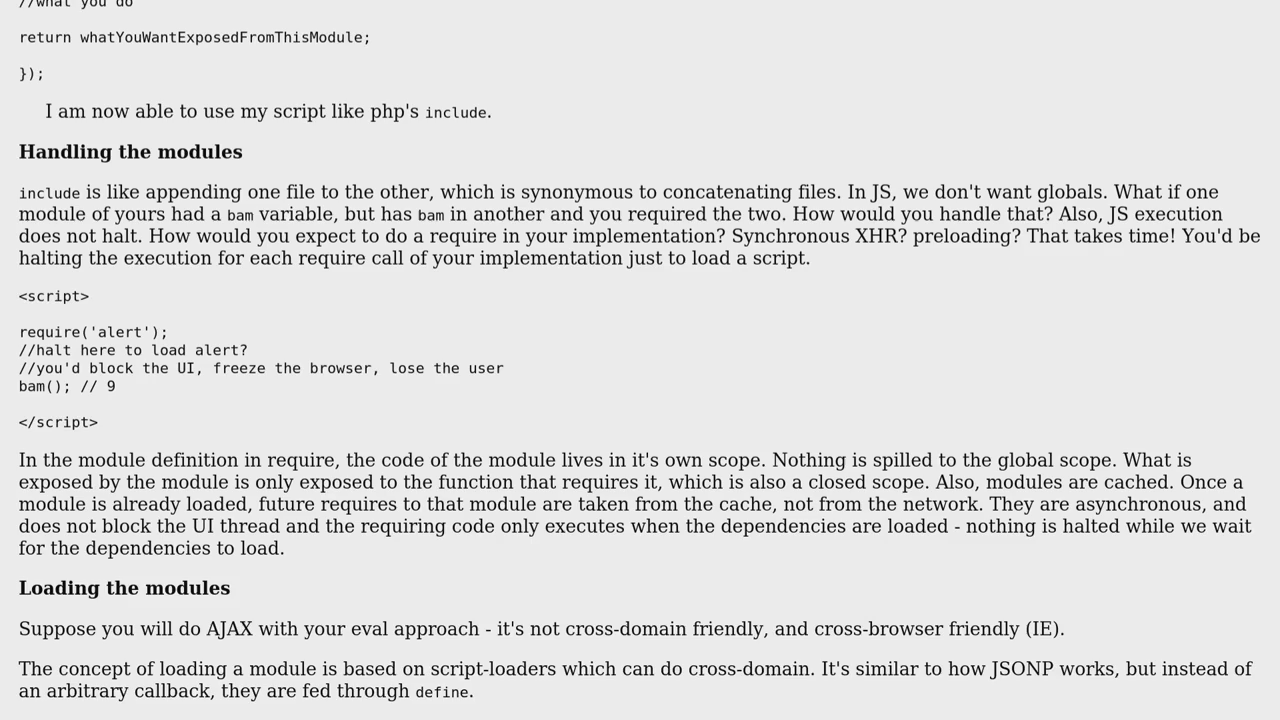 //what you do
return whatYouWantExposedFromThisModule;
});
I am now able to use my script like php's include.
Handling the modules
include is like appending one file to the other, which is synonymous to concatenating files. In JS, we don't want globals. What if one
module of yours had a bam variable, but has bam in another and you required the two. How would you handle that? Also, JS execution
does not halt. How would you expect to do a require in your implementation? Synchronous XHR? preloading? That takes time! You'd be
halting the execution for each require call of your implementation just to load a script.
<script>
require('alert');
//halt here to load alert?
//you'd block the UI, freeze the browser, lose the user
bam(); // 9
</script>
In the module definition in require, the code of the module lives in it's own scope. Nothing is spilled to the global scope. What is
exposed by the module is only exposed to the function that requires it, which is also a closed scope. Also, modules are cached. Once a
module is already loaded, future requires to that module are taken from the cache, not from the network. They are asynchronous, and
does not block the UI thread and the requiring code only executes when the dependencies are loaded - nothing is halted while we wait
for the dependencies to load.
Loading the modules
Suppose you will do AJAX with your eval approach - it's not cross-domain friendly, and cross-browser friendly (IE).
The concept of loading a module is based on script-loaders which can do cross-domain. It's similar to how JSONP works, but instead of
an arbitrary callback, they are fed through define.